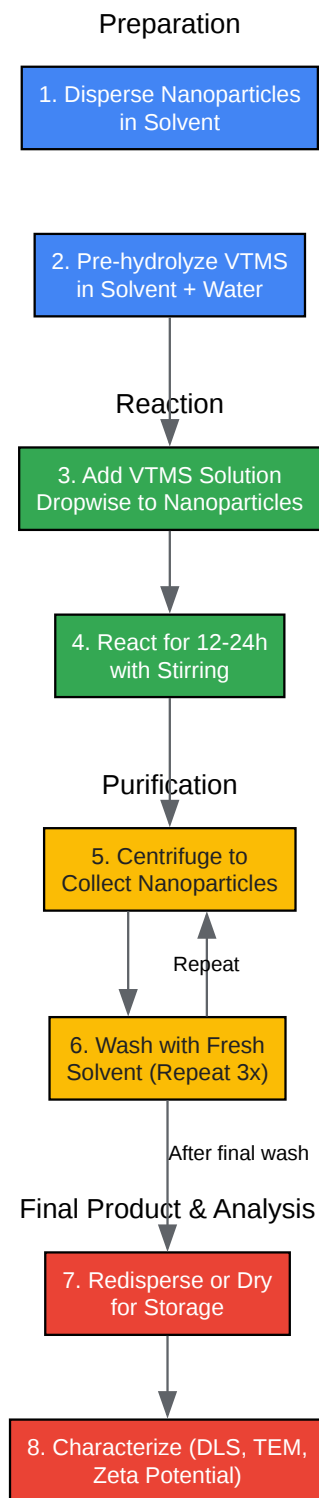 Preparation
1. Disperse Nanoparticles
in Solvent
2. Pre-hydrolyze VTMS
in Solvent + Water
Reaction
3. Add VTMS Solution
Dropwise to Nanoparticles
4. React for 12-24h
with Stirring
Purification
5. Centrifuge to
Collect Nanoparticles
Repeat
6. Wash with Fresh
Solvent (Repeat 3x)
After final wash
Final Product & Analysis
7. Redisperse or Dry
for Storage
8. Characterize (DLS, TEM,
Zeta Potential)